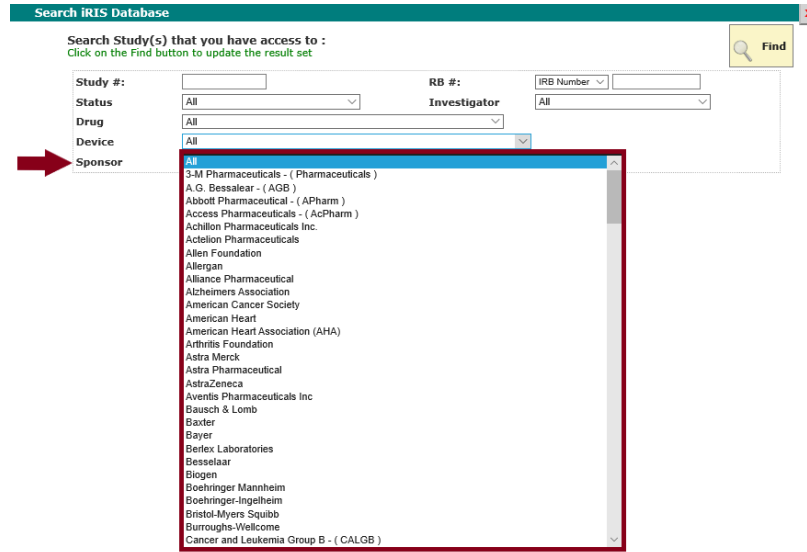 Search iRIS Database
Search Study(s) that you have access to :
Click on the Find button to update the result set
Find
Study #:
RB #: IRB Number
Status All
Investigator All
Drug All
Device All
Sponsor
All
3-M Pharmaceuticals - ( Pharmaceuticals )
A.G. Bessalear - ( AGB )
Abbott Pharmaceutical - ( APharm )
Access Pharmaceuticals - ( AcPharm )
Achillon Pharmaceuticals Inc.
Actelion Pharmaceuticals
Allen Foundation
Allergan
Alliance Pharmaceutical
Alzheimers Association
American Cancer Society
American Heart
American Heart Association (AHA)
Arthritis Foundation
Astra Merck
Astra Pharmaceutical
AstraZeneca
Aventis Pharmaceuticals Inc
Bausch & Lomb
Baxter
Bayer
Berlex Laboratories
Besselaar
Biogen
Boehringer Mannheim
Boehringer-Ingelheim
Bristol-Myers Squibb
Burroughs-Wellcome
Cancer and Leukemia Group B - ( CALGB )